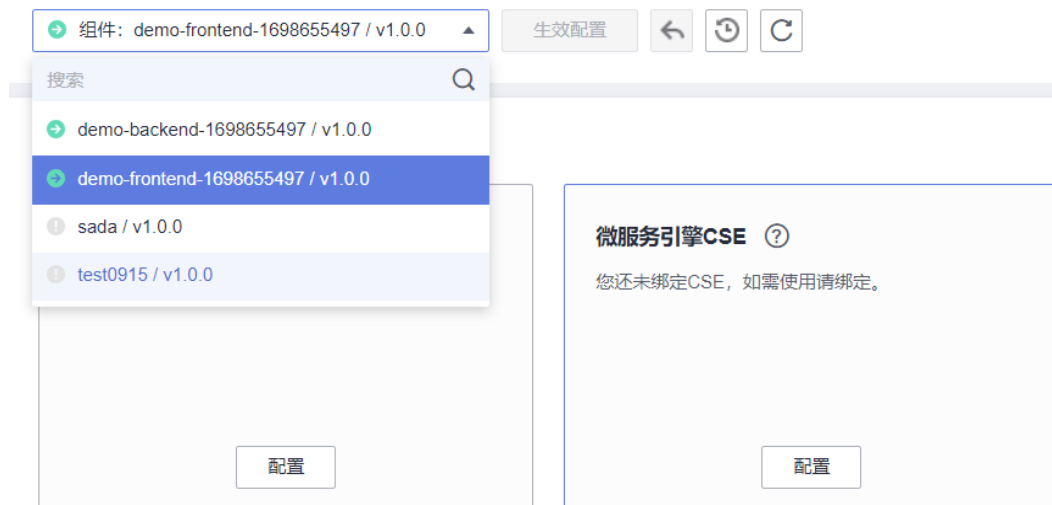 组件：demo-frontend-1698655497 / v1.0.0
生效配置
搜索
demo-backend-1698655497 / v1.0.0
demo-frontend-1698655497 / v1.0.0
sada / v1.0.0
test0915 / v1.0.0
微服务引擎CSE
您还未绑定CSE，如需使用请绑定。
配置
配置